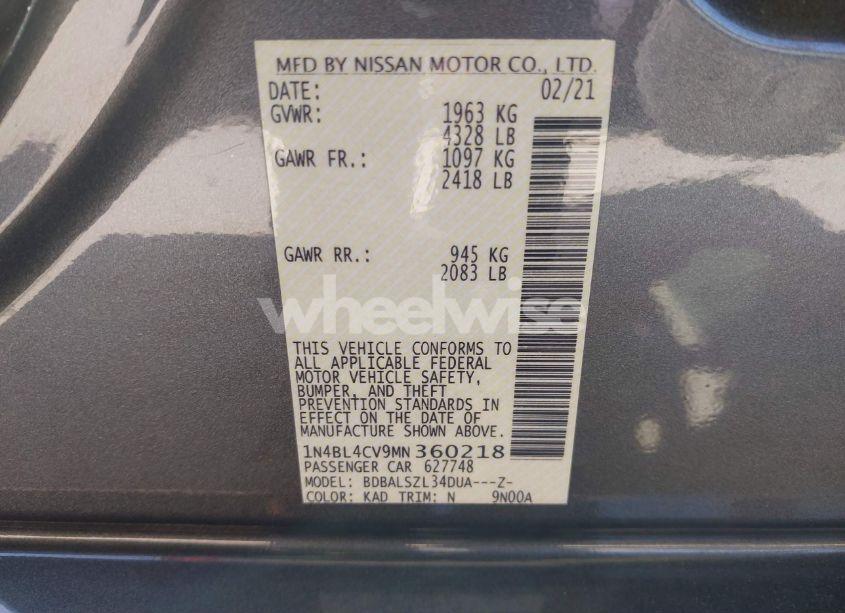 MFD BY NISSAN MOTOR CO., LTD.
DATE: 02/21
GVWR: 1963 KG
4328 LB
GAWR FR.: 1097 KG
2418 LB
GAWR RR.: 945 KG
2083 LB
wheelwise
THIS VEHICLE CONFORMS TO
ALL APPLICABLE FEDERAL
MOTOR VEHICLE SAFETY,
BUMPER, AND THEFT
PREVENTION STANDARDS IN
EFFECT ON THE DATE OF
MANUFACTURE SHOWN ABOVE.
1N4BL4CV9MN360218
PASSENGER CAR 627748
MODEL: BDBALSZL34DUA---Z-
COLOR: KAD TRIM: N 9N00A